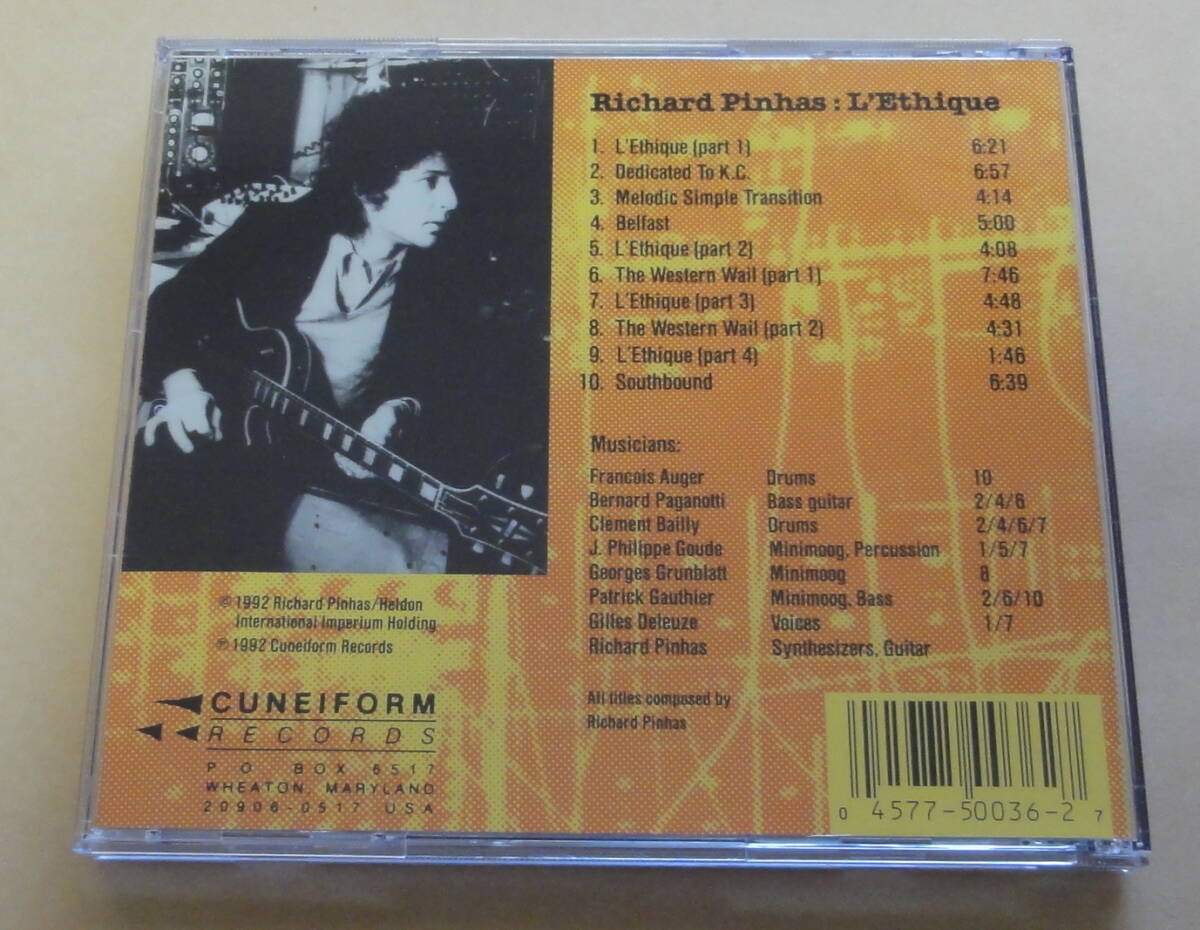 Richard Pinhas : L'Ethique
1. L'Ethique (part 1) 6:21
2. Dedicated To K.C. 6:57
3. Melodic Simple Transition 4:14
4. Belfast 5:00
5. L'Ethique (part 2) 4:08
6. The Western Wail (part 1) 7:46
7. L'Ethique (part 3) 4:48
8. The Western Wail (part 2) 4:31
9. L'Ethique (part 4) 1:46
10. Southbound 6:39
Musicians:
Francois Auger Drums 10
Bernard Paganotti Bass guitar 2/4/6
Clement Bailly Drums 2/4/6/7
J. Philippe Goude Minimoog, Percussion 1/5/7
Georges Grunblatt Minimoog 8
Patrick Gauthier Minimoog, Bass 2/6/10
Gilles Deleuze Voices 1/7
Richard Pinhas Synthesizers, Guitar
All titles composed by
Richard Pinhas
© 1992 Richard Pinhas/Heldon
International Imperium Holding
℗ 1992 Cuneiform Records
CUNEIFORM
RECORDS
P O BOX 6517
WHEATON, MARYLAND
20906-0517 USA
0 4577-50036-2 7